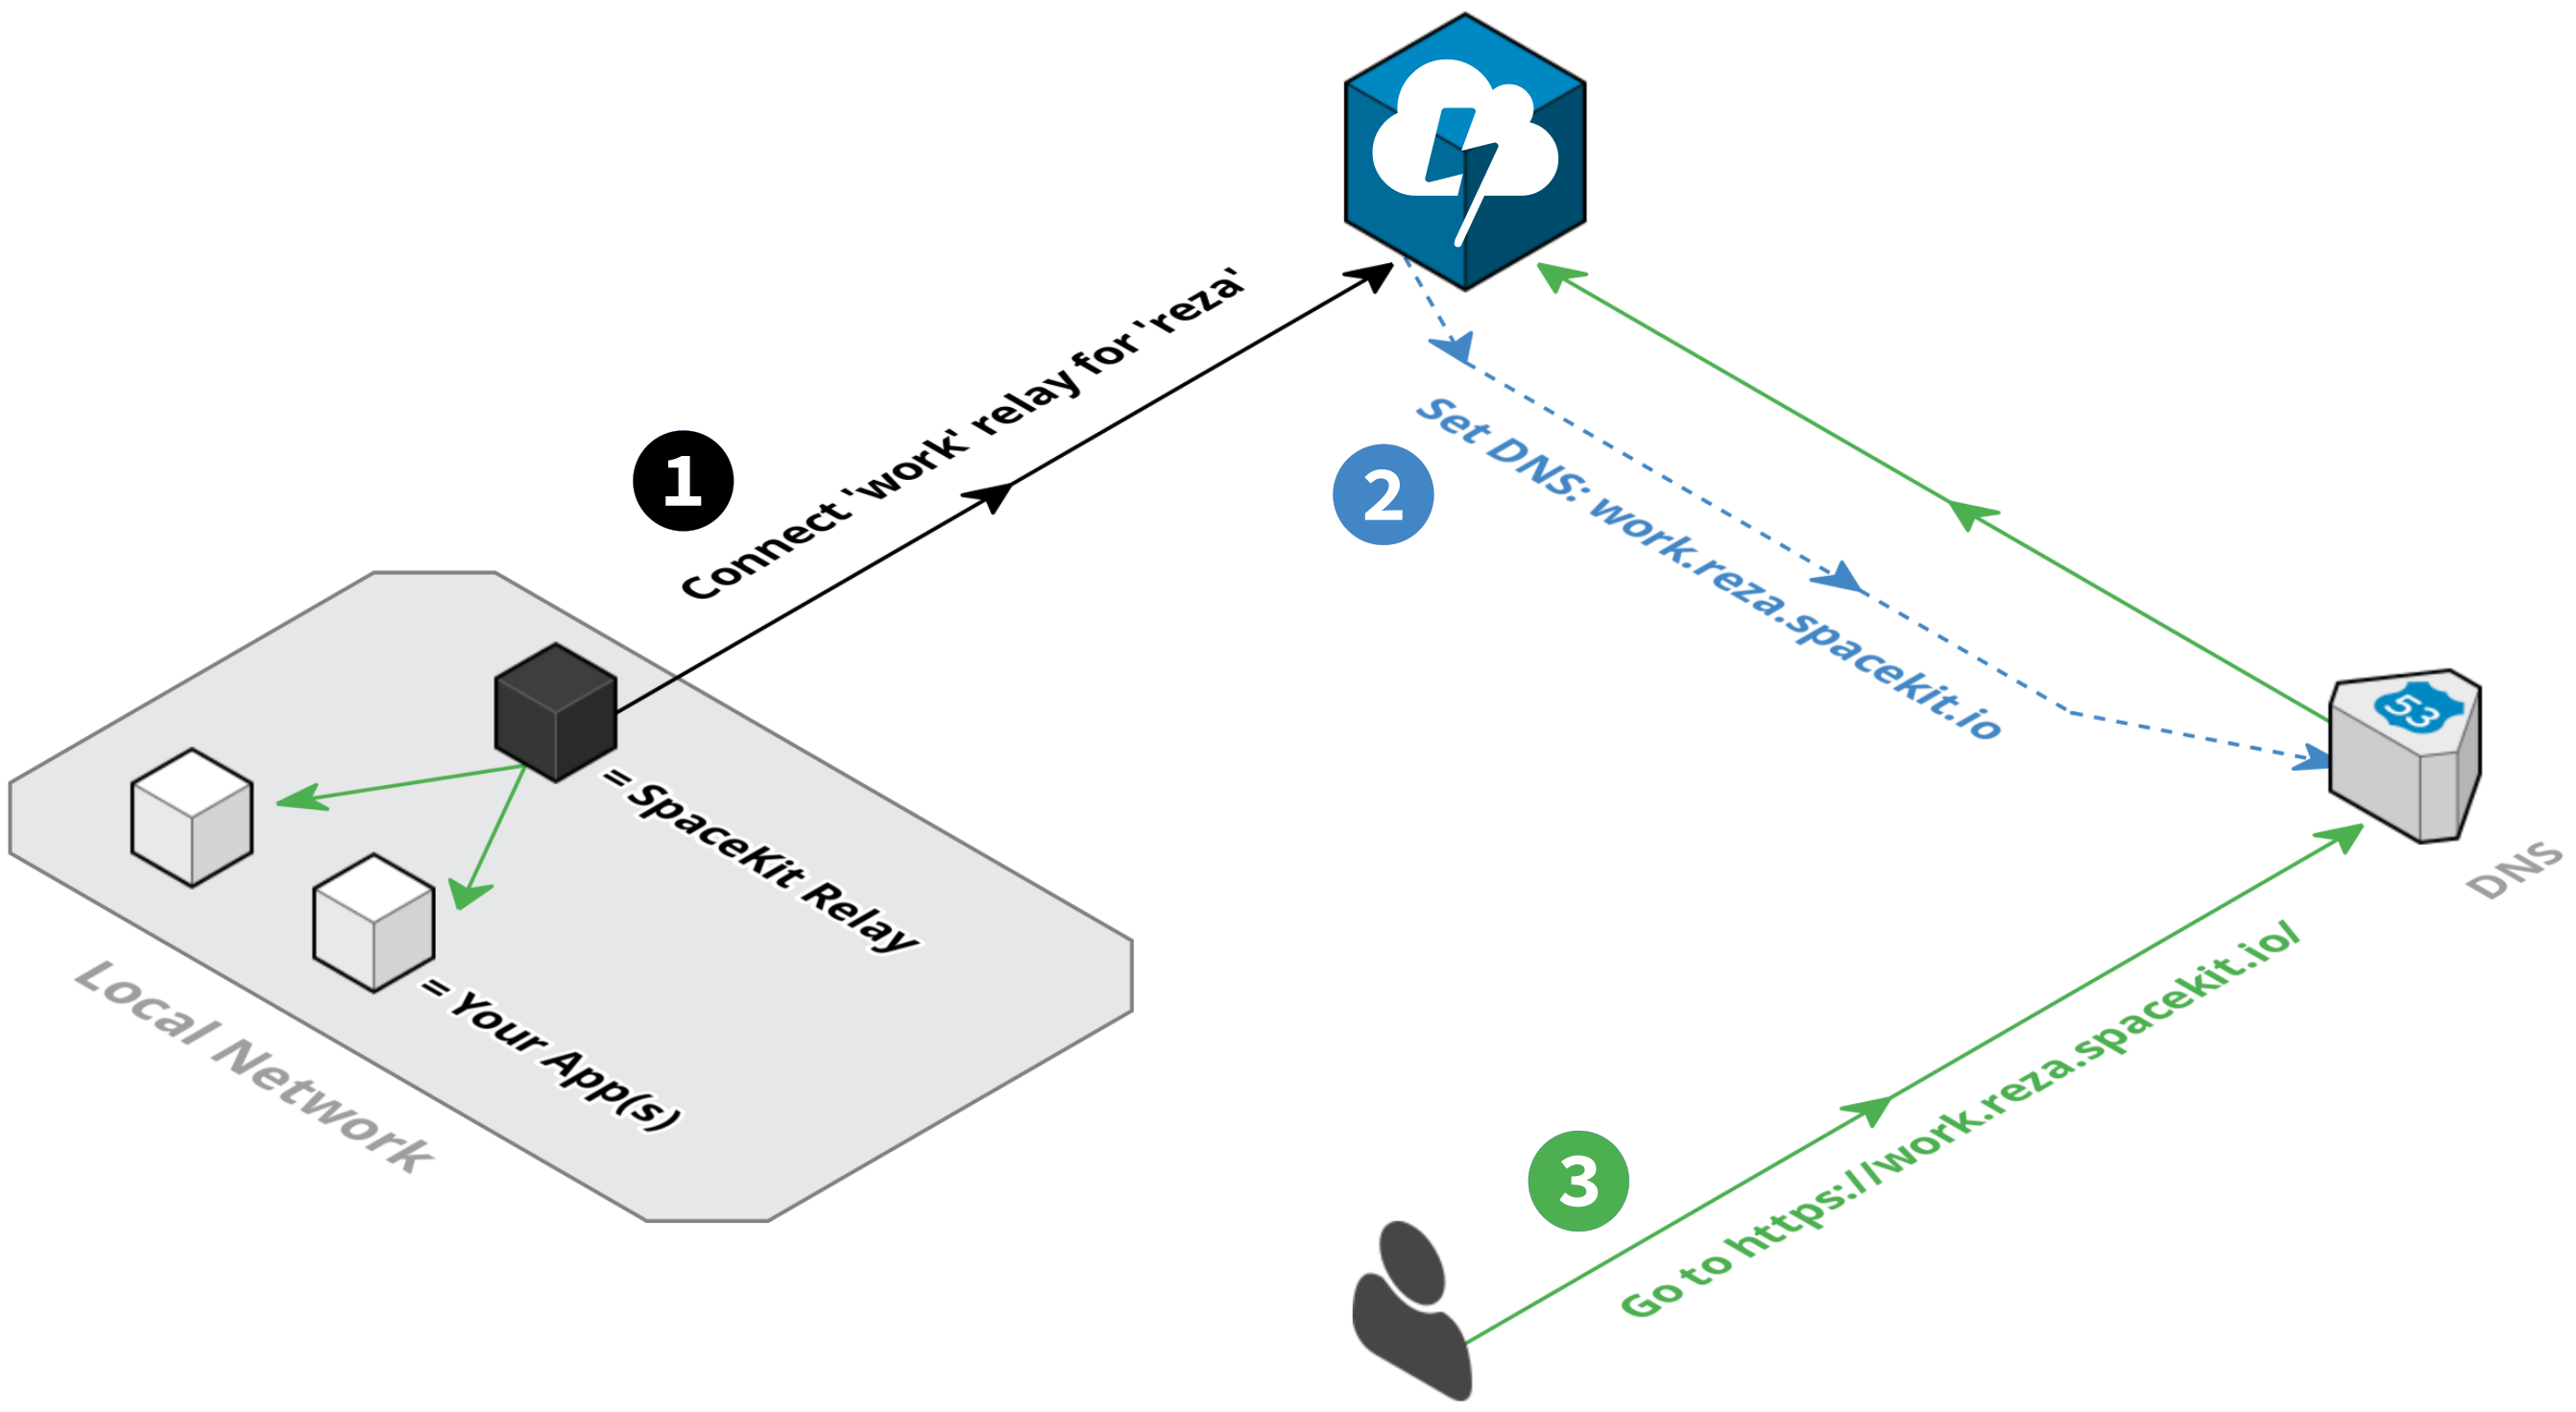 1
Connect 'work' relay for 'reza'
2
Set DNS: work.reza.spacekit.io
53
DNS
= SpaceKit Relay
= Your App(s)
Local Network
3
Go to https://work.reza.spacekit.io/